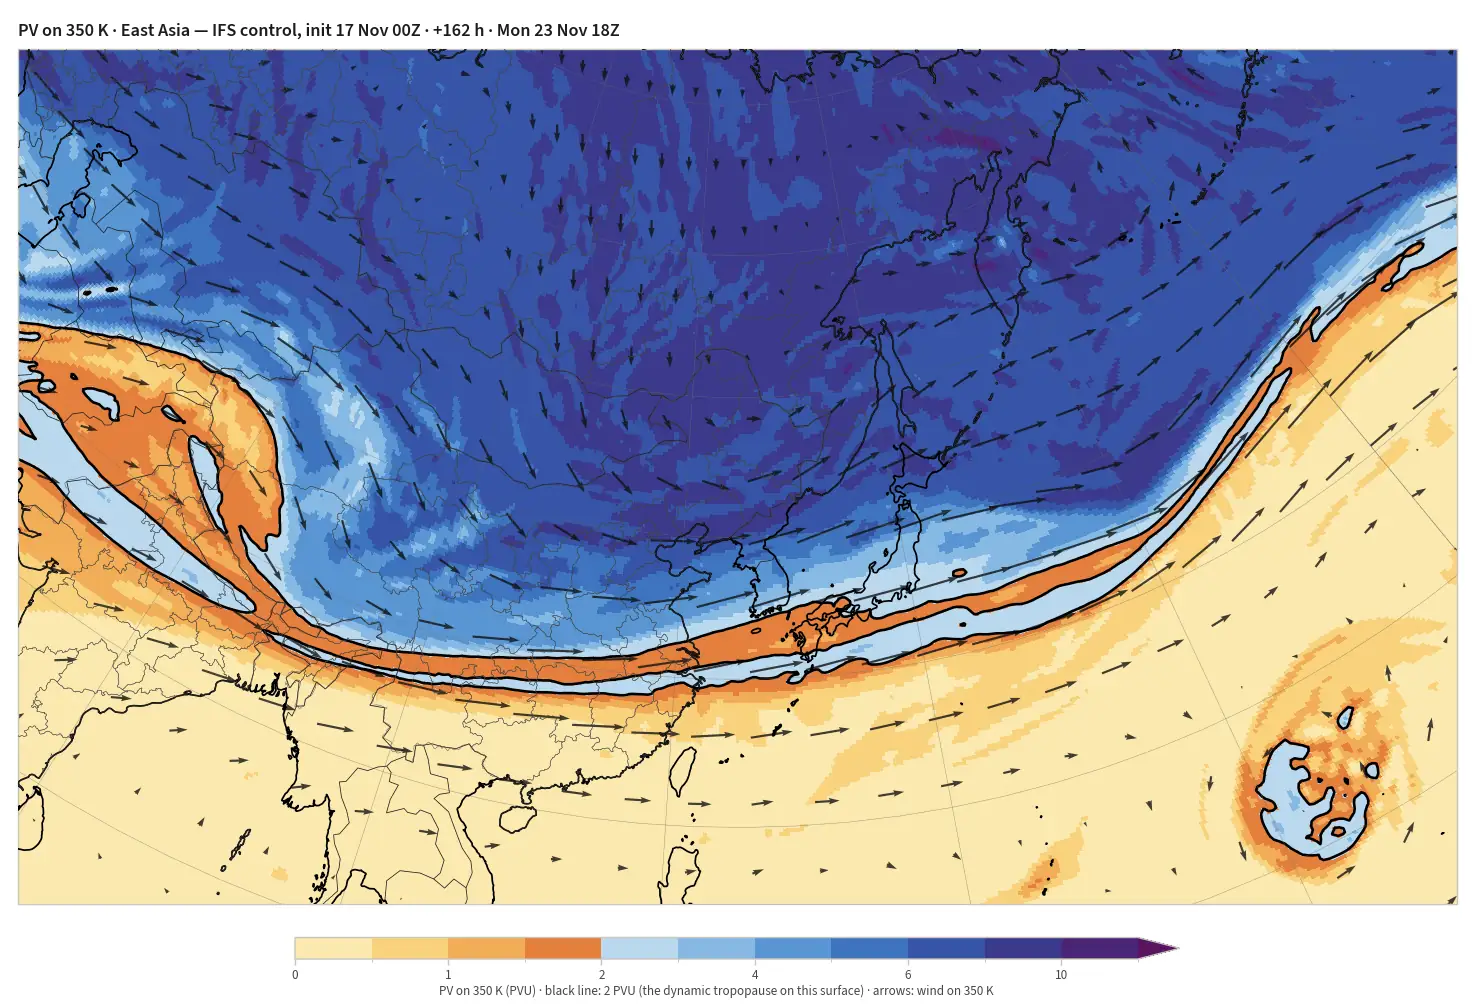 PV on 350 K · East Asia — IFS control, init 17 Nov 00Z · +162 h · Mon 23 Nov 18Z
0 1 2 4 6 10
PV on 350 K (PVU) · black line: 2 PVU (the dynamic tropopause on this surface) · arrows: wind on 350 K